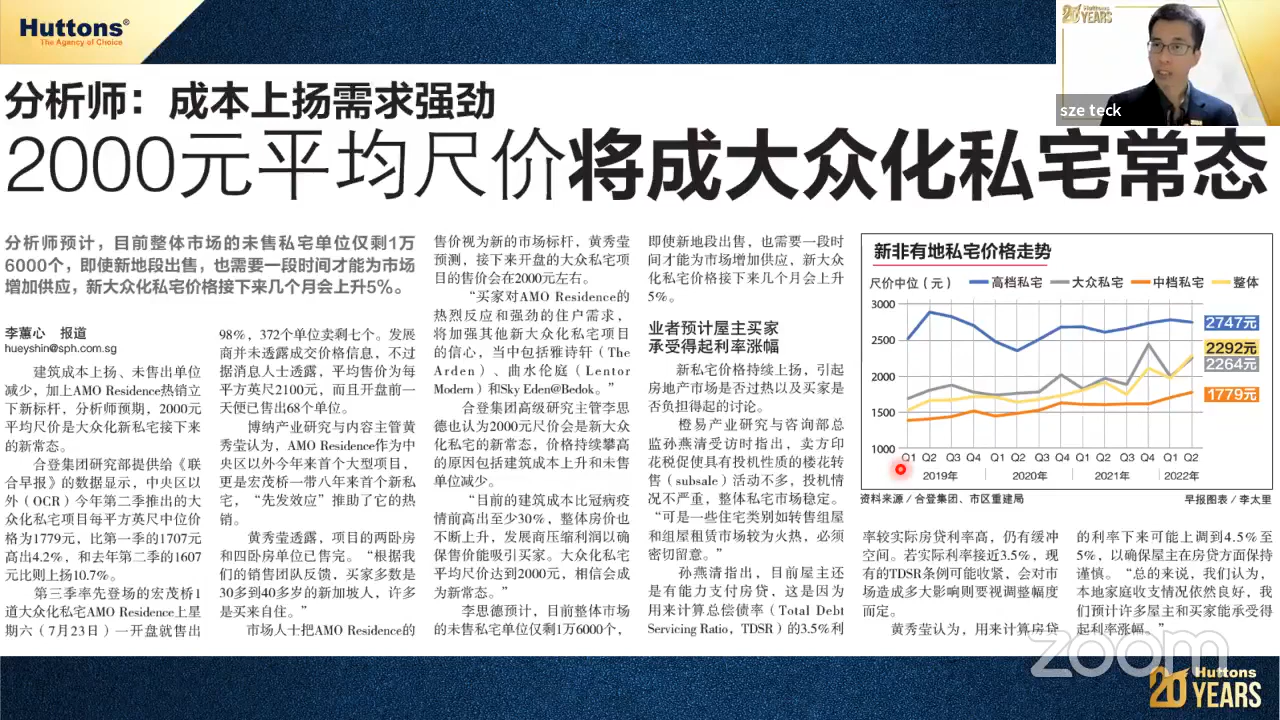 Huttons®
The Agency of Choice
20 Huttons
YEARS
sze teck
分析师：成本上扬需求强劲
2000元平均尺价将成大众化私宅常态
分析师预计，目前整体市场的未售私宅单位仅剩1万
6000个，即使新地段出售，也需要一段时间才能为市场
增加供应，新大众化私宅价格接下来几个月会上升5%。
李蕙心　报道
hueyshin@sph.com.sg
建筑成本上扬、未售出单位
减少，加上AMO Residence热销立
下新标杆，分析师预期，2000元
平均尺价是大众化新私宅接下来
的新常态。
合登集团研究部提供给《联
合早报》的数据显示，中央区以
外（OCR）今年第二季推出的大
众化私宅项目每平方英尺中位价
格为1779元，比第一季的1707元
高出4.2%，和去年第二季的1607
元比则上扬10.7%。
第三季率先登场的宏茂桥1
道大众化私宅AMO Residence上星
期六（7月23日）一开盘就售出
98%，372个单位卖剩七个。发展
商并未透露成交价格信息，不过
据消息人士透露，平均售价为每
平方英尺2100元，而且开盘前一
天便已售出68个单位。
博纳产业研究与内容主管黄
秀莹认为，AMO Residence作为中
央区以外今年来首个大型项目，
更是宏茂桥一带八年来首个新私
宅，“先发效应”推助了它的热
销。
黄秀莹透露，项目的两卧房
和四卧房单位已售完。“根据我
们的销售团队反馈，买家多数是
30多到40多岁的新加坡人，许多
是买来自住。”
市场人士把AMO Residence的
售价视为新的市场标杆，黄秀莹
预测，接下来开盘的大众化私宅项
目的售价会在2000元左右。
“买家对AMO Residence的
热烈反应和强劲的住户需求，
将加强其他新大众化私宅项目
的信心，当中包括雅诗轩（The
Arden）、曲水伦庭（Lentor
Modern）和Sky Eden@Bedok。”
合登集团高级研究主管李思
德也认为2000元尺价会是新大众
化私宅的新常态，价格持续攀高
的原因包括建筑成本上升和未售
单位减少。
“目前的建筑成本比冠病疫
情前高出至少30%，整体房价也
不断上升，发展商压缩利润以确
保售价能吸引买家。大众化私宅
平均尺价达到2000元，相信会成
为新常态。”
李思德预计，目前整体市场
的未售私宅单位仅剩1万6000个，
即使新地段出售，也需要一段时
间才能为市场增加供应，新大众
化私宅价格接下来几个月会上升
5%。
业者预计屋主买家
承受得起利率涨幅
新私宅价格持续上扬，引起
房地产市场是否过热以及买家是
否负担得起的讨论。
橙易产业研究与咨询部总
监孙燕清受访时指出，卖方印
花税促使具有投机性质的楼花转
售（subsale）活动不多，投机情
况不严重，整体私宅市场稳定。
“可是一些住宅类别如转售组屋
和组屋租赁市场较为火热，必须
密切留意。”
孙燕清指出，目前屋主还
是有能力支付房贷，这是因为
用来计算总偿债率（Total Debt
Servicing Ratio，TDSR）的3.5%利
新非有地私宅价格走势
尺价中位（元）
高档私宅 大众私宅 中档私宅 整体
3000
2500
2000
1500
1000
2747元
2292元
2264元
1779元
Q1 Q2 Q3 Q4 Q1 Q2 Q3 Q4 Q1 Q2 Q3 Q4 Q1 Q2
2019年 2020年 2021年 2022年
资料来源／合登集团、市区重建局
早报图表／李太里
率较实际房贷利率高，仍有缓冲
空间。若实际利率接近3.5%，现
有的TDSR条例可能收紧，会对市
场造成多大影响则要视调整幅度
而定。
黄秀莹认为，用来计算房贷
的利率下来可能上调到4.5%至
5%，以确保屋主在房贷方面保持
谨慎。“总的来说，我们认为，
本地家庭收支情况依然良好，我
们预计许多屋主和买家能承受得
起利率涨幅。”
zoom
20 Huttons
YEARS